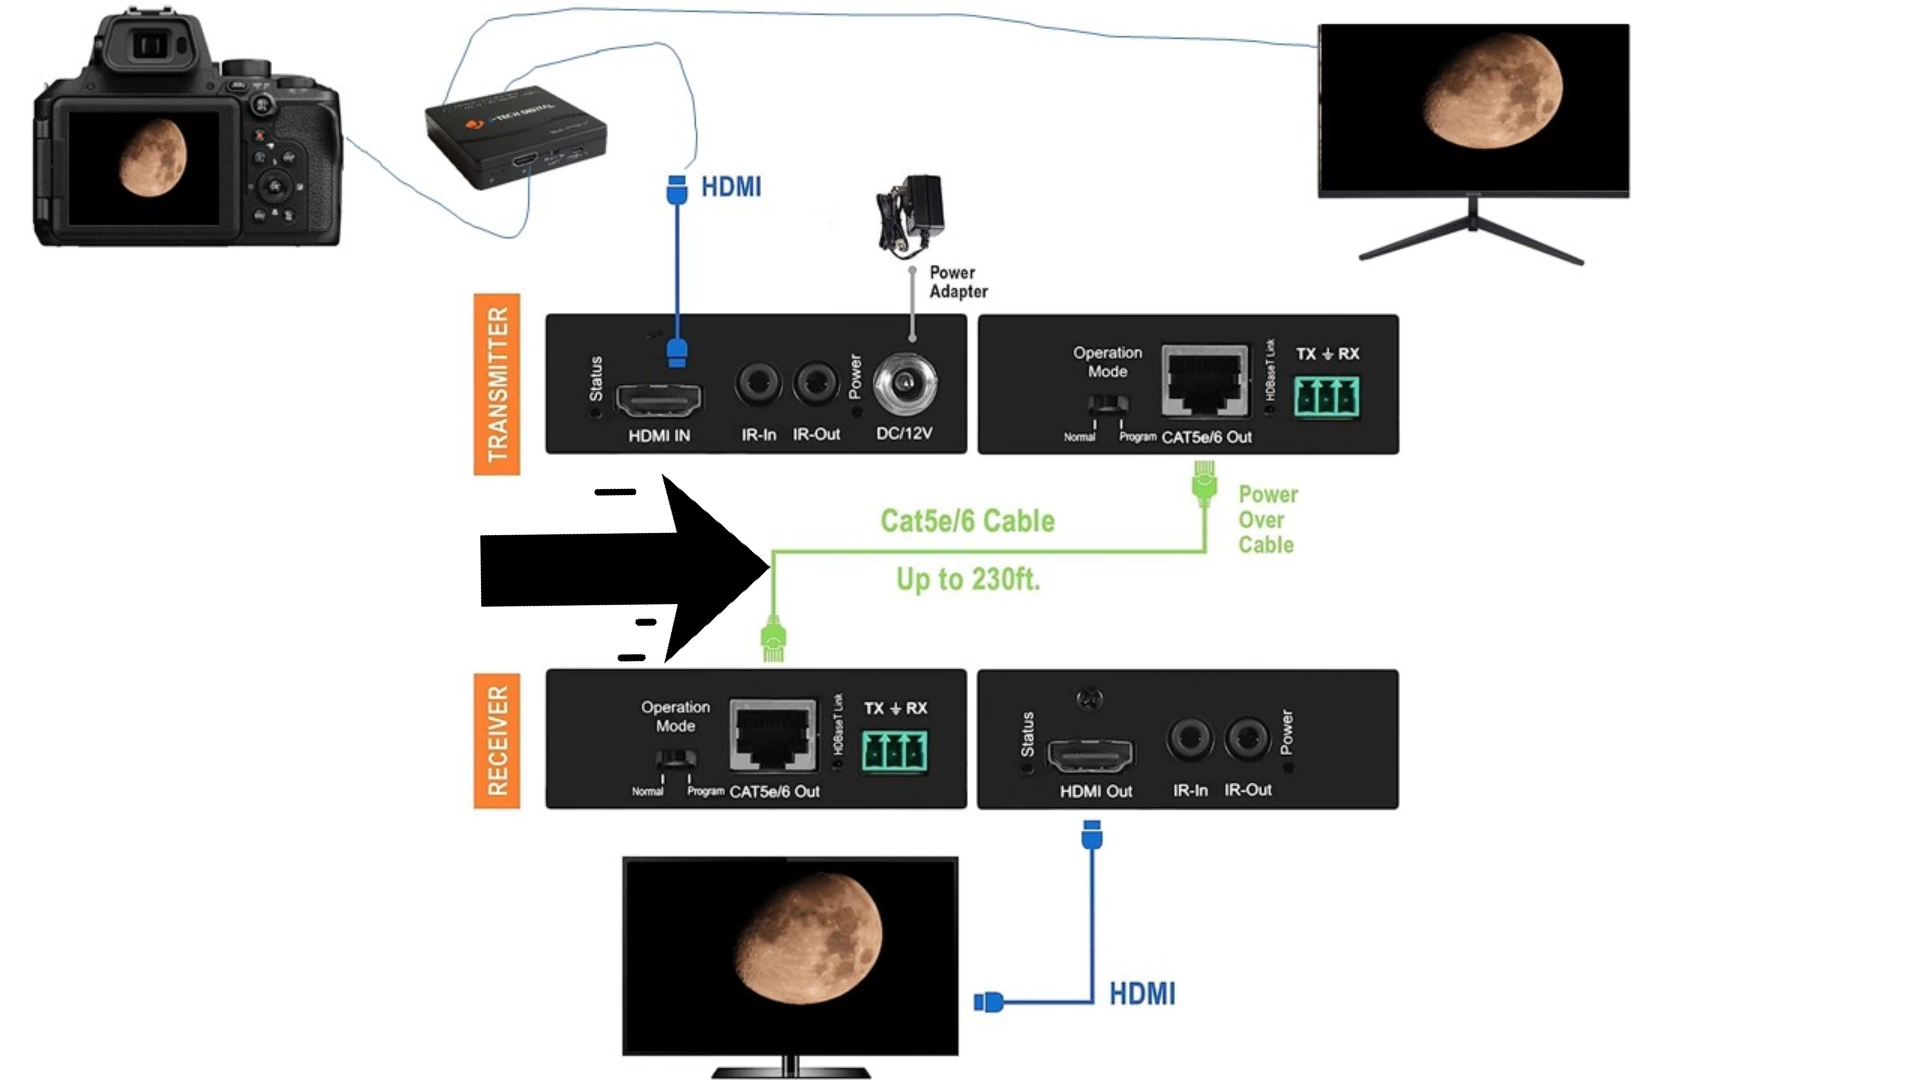 J-TECH DIGITAL
HDMI
Power
Adapter
TRANSMITTER
Status
HDMI IN
IR-In
IR-Out
Power
DC/12V
Operation
Mode
Normal
Program
CAT5e/6 Out
HDBaseT Link
TX RX
Cat5e/6 Cable
Up to 230ft.
Power
Over
Cable
RECEIVER
Operation
Mode
Normal
Program
CAT5e/6 Out
HDBaseT Link
TX RX
Status
HDMI Out
IR-In
IR-Out
Power
HDMI